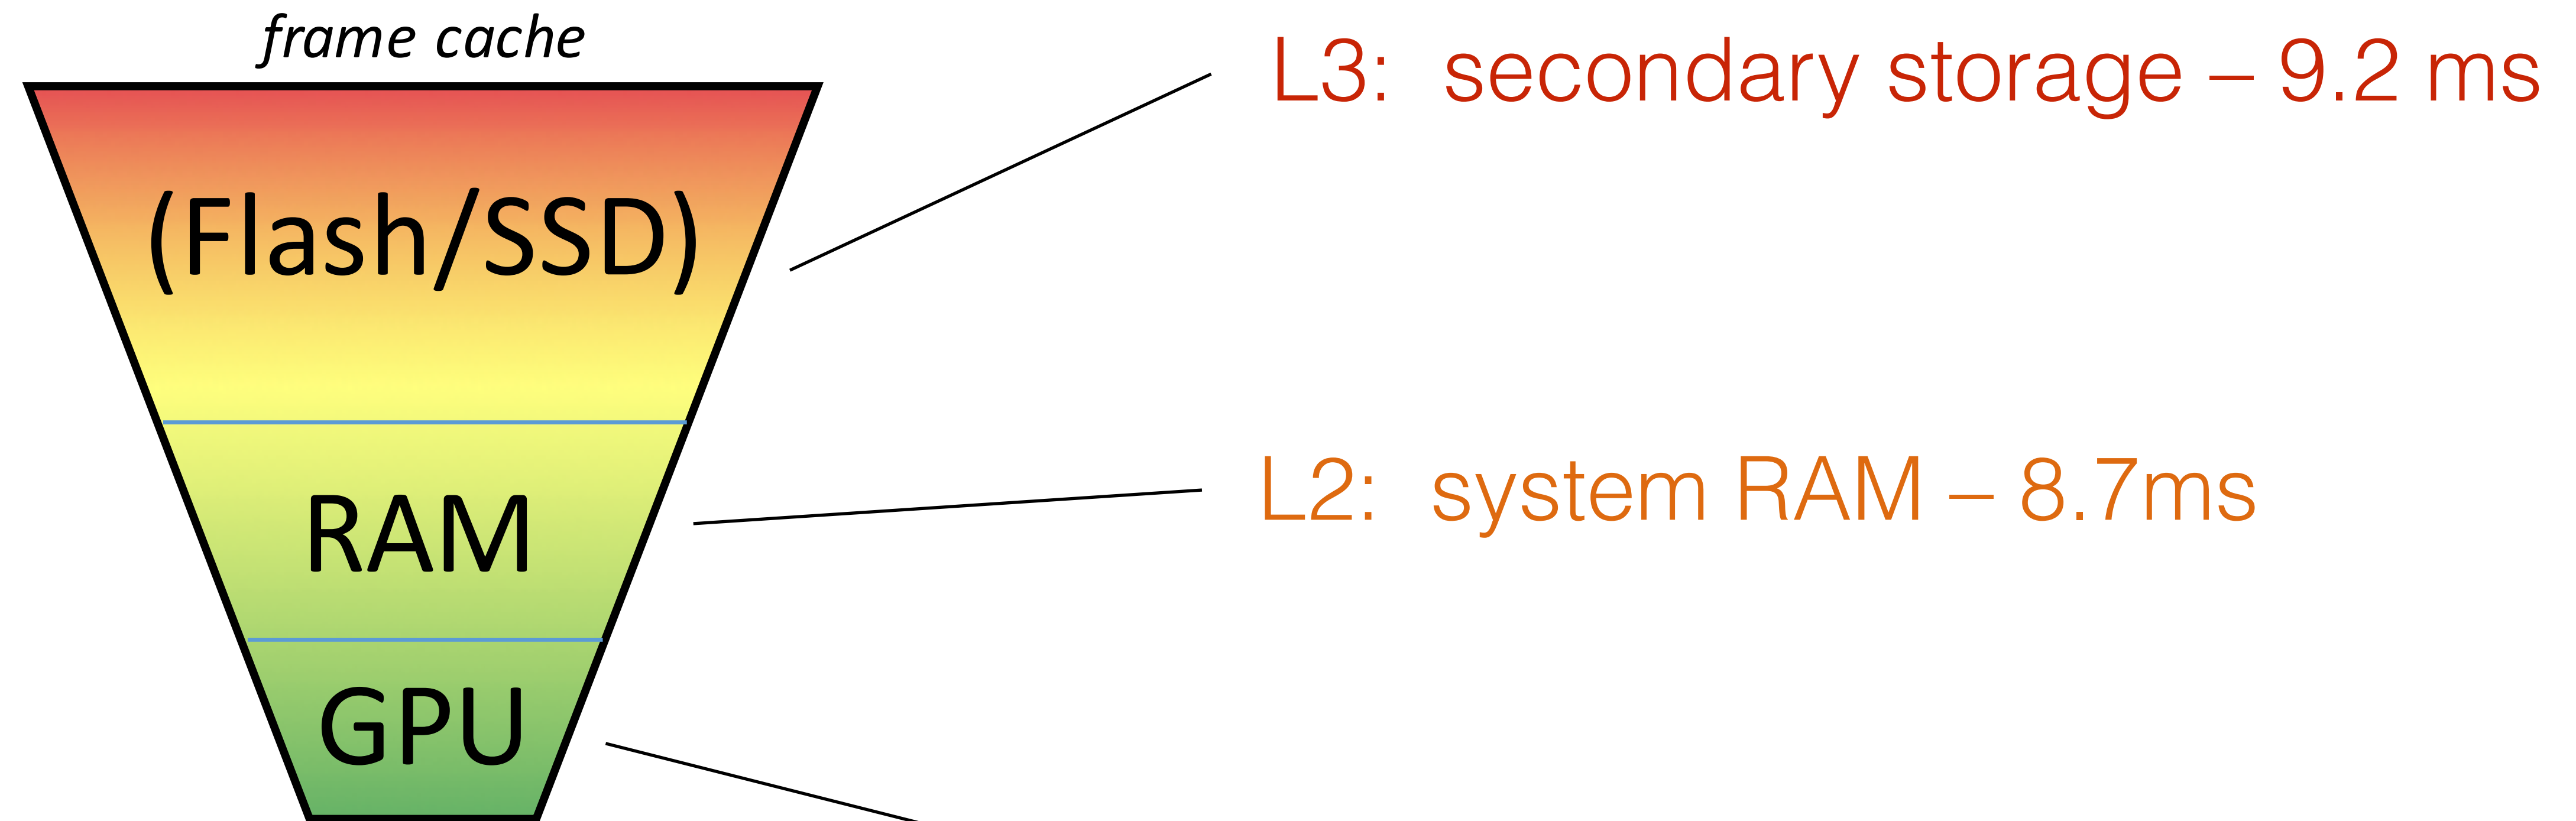 frame cache
L3: secondary storage – 9.2 ms
(Flash/SSD)
L2: system RAM – 8.7ms
RAM
GPU